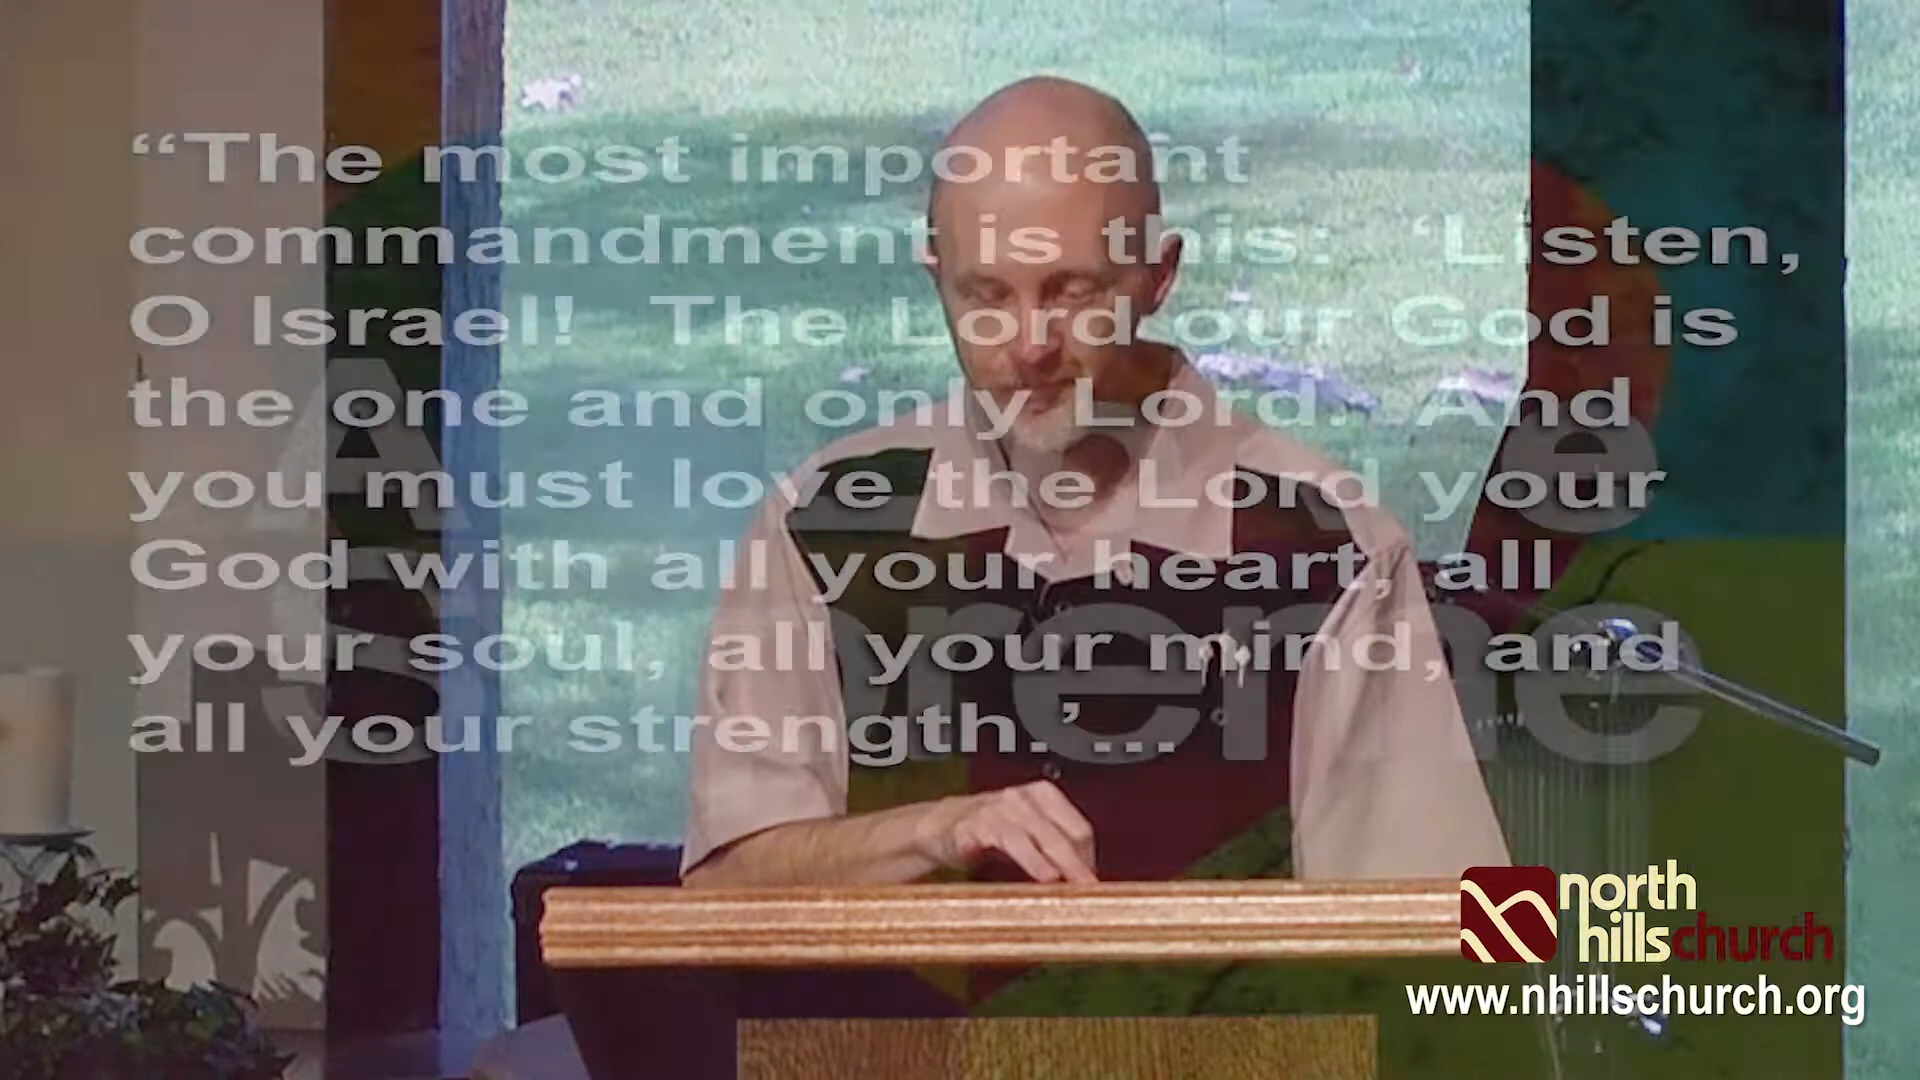 “The most important
commandment is this:  ‘Listen,
O Israel!  The Lord our God is
the one and only Lord.  And
you must love the Lord your
God with all your heart, all
your soul, all your mind, and
all your strength.’...
A
north
hillschurch
www.nhillschurch.org